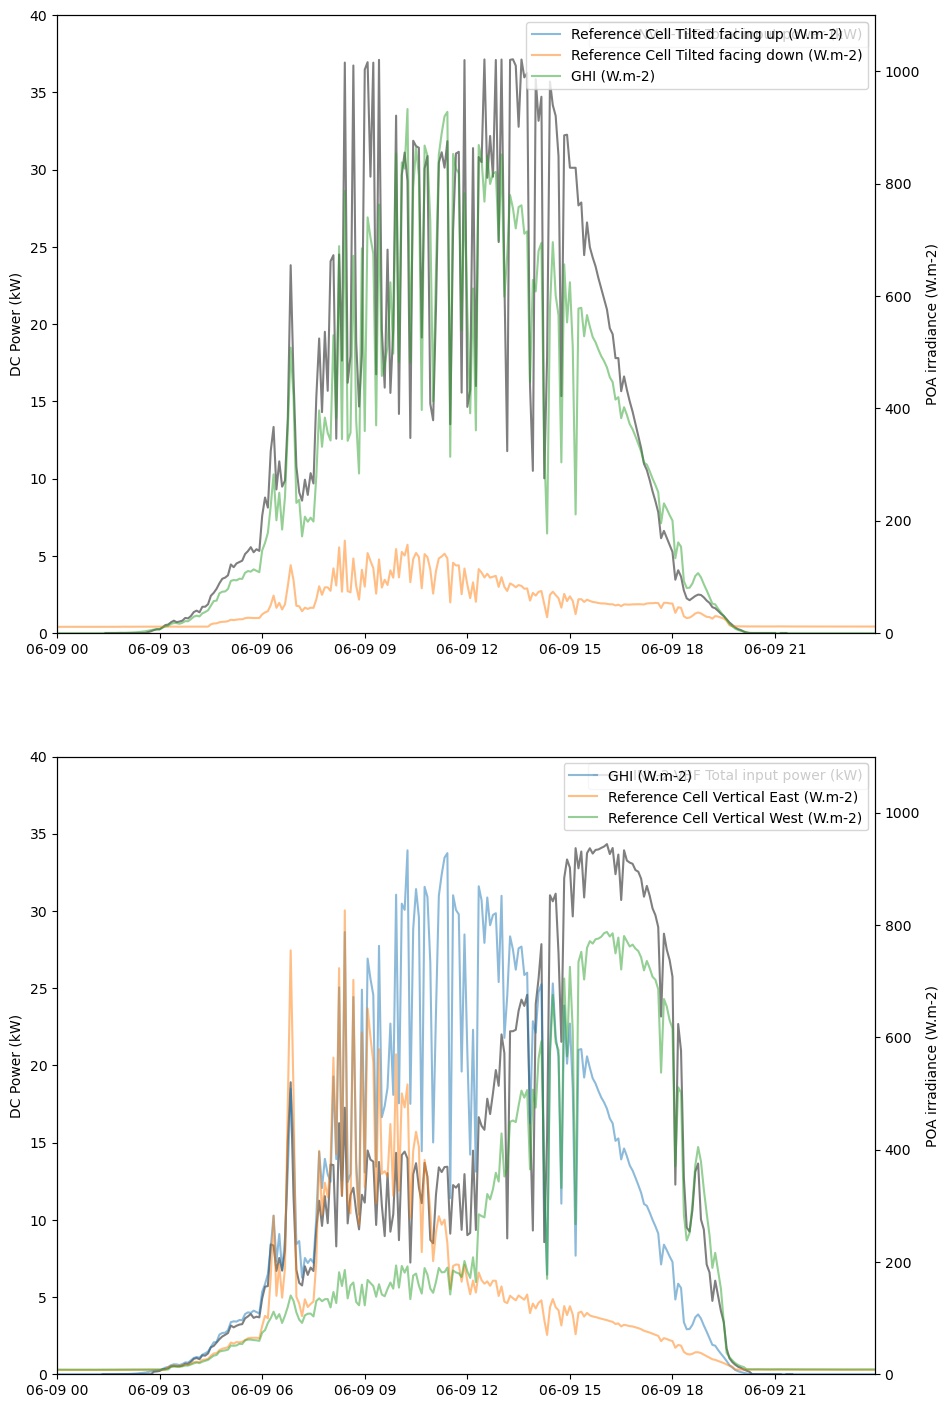 40
35
30
25
20
15
10
5
0
DC Power (kW)
Reference Cell Tilted facing up (W.m-2)
Reference Cell Tilted facing down (W.m-2)
GHI (W.m-2)
1000
800
600
400
200
0
POA irradiance (W.m-2)
06-09 00 06-09 03 06-09 06 06-09 09 06-09 12 06-09 15 06-09 18 06-09 21
40
35
30
25
20
15
10
5
0
DC Power (kW)
Total input power (kW)
GHI (W.m-2)
Reference Cell Vertical East (W.m-2)
Reference Cell Vertical West (W.m-2)
1000
800
600
400
200
0
POA irradiance (W.m-2)
06-09 00 06-09 03 06-09 06 06-09 09 06-09 12 06-09 15 06-09 18 06-09 21